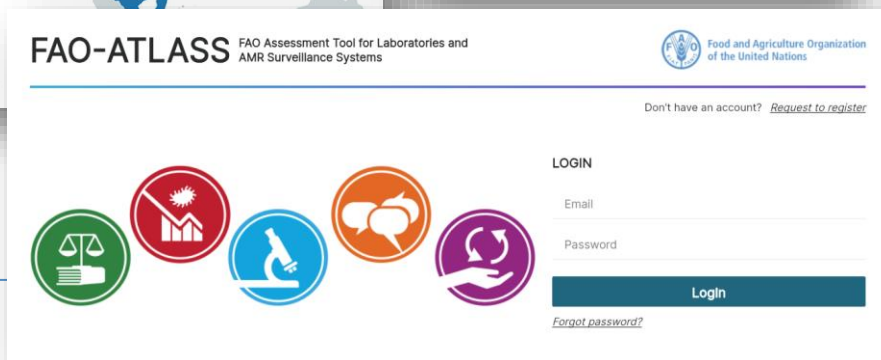 FAO-ATLASS
FAO Assessment Tool for Laboratories and
AMR Surveillance Systems
FAO
Food and Agriculture Organization
of the United Nations
Don't have an account? Request to register
LOGIN
Email
Password
LogIn
Forgot password?